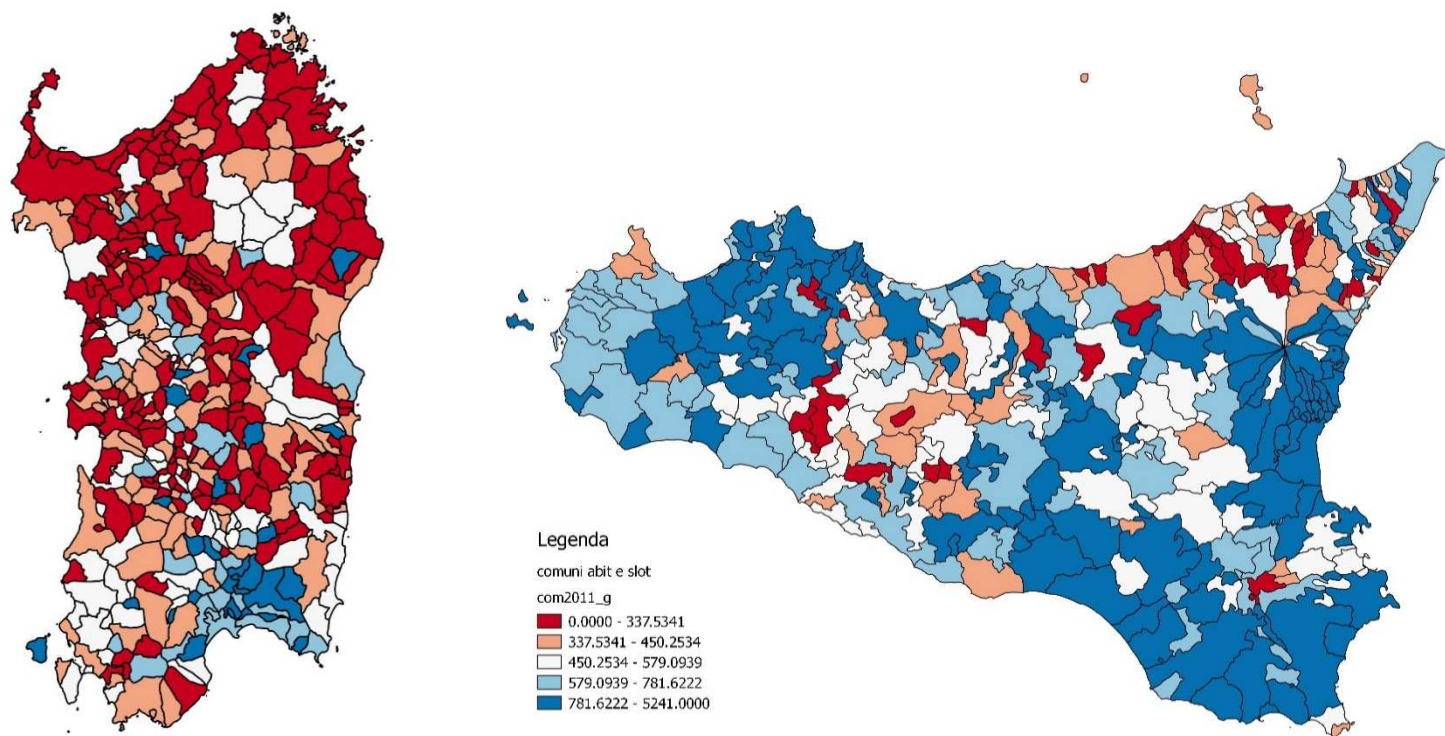 Legenda
comuni abit e slot
com2011_g
0.0000 - 337.5341
337.5341 - 450.2534
450.2534 - 579.0939
579.0939 - 781.6222
781.6222 - 5241.0000